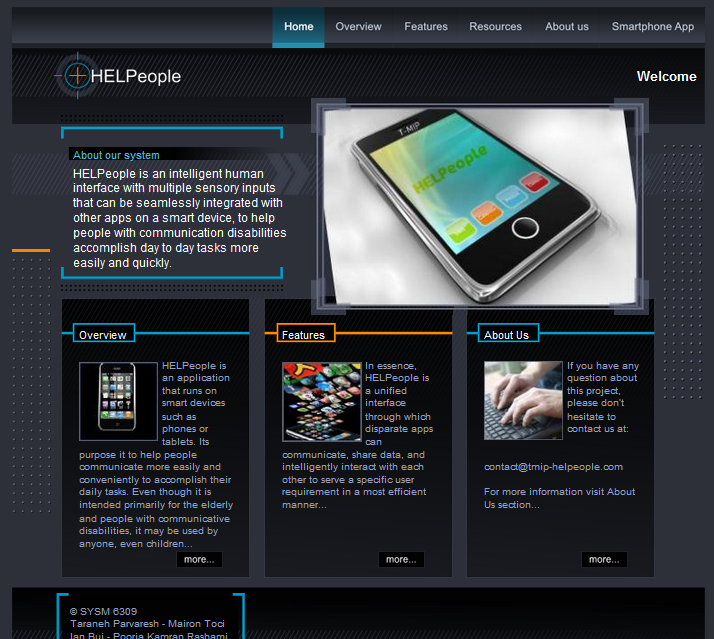 Home Overview Features Resources About us Smartphone App
HELPeople
Welcome
T-MIP
HELPeople
About our system
HELPeople is an intelligent human
interface with multiple sensory inputs
that can be seamlessly integrated with
other apps on a smart device, to help
people with communication disabilities
accomplish day to day tasks more
easily and quickly.
Overview
HELPeople is
an application
that runs on
smart devices
such as
phones or
tablets. Its
purpose it to help people
communicate more easily and
conveniently to accomplish their
daily tasks. Even though it is
intended primarily for the elderly
and people with communicative
disabilities, it may be used by
anyone, even children...
more...
Features
In essence,
HELPeople is
a unified
interface
through which
disparate apps
can
communicate, share data, and
intelligently interact with each
other to serve a specific user
requirement in a most efficient
manner...
more...
About Us
If you have any
question about
this project,
please don't
hesitate to
contact us at:
contact@tmip-helpeople.com
For more information visit About
Us section...
more...
© SYSM 6309
Taraneh Parvaresh - Mairon Toci
Ian Bui - Pooria Kamran Rashami